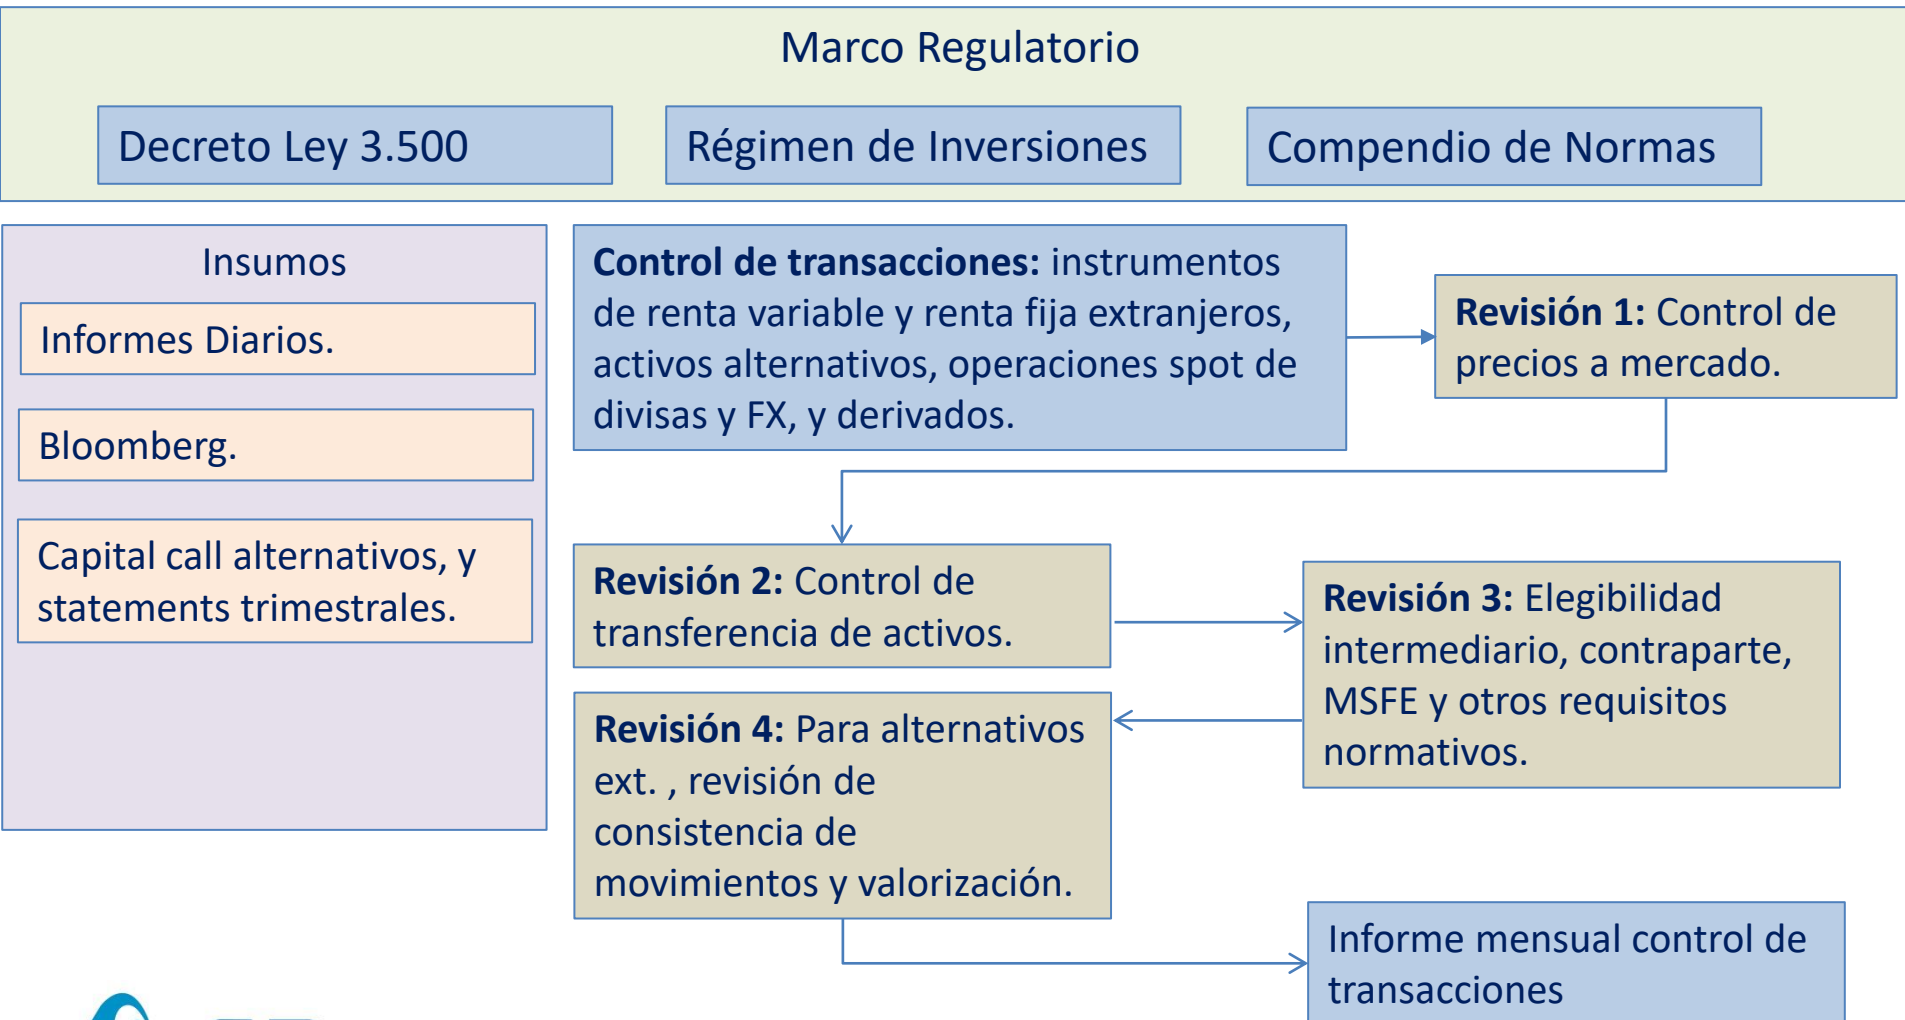 Marco Regulatorio
Decreto Ley 3.500
Régimen de Inversiones
Compendio de Normas
Insumos
Informes Diarios.
Bloomberg.
Capital call alternativos, y
statements trimestrales.
Control de transacciones: instrumentos
de renta variable y renta fija extranjeros,
activos alternativos, operaciones spot de
divisas y FX, y derivados.
Revisión 1: Control de
precios a mercado.
Revisión 2: Control de
transferencia de activos.
Revisión 3: Elegibilidad
intermediario, contraparte,
MSFE y otros requisitos
normativos.
Revisión 4: Para alternativos
ext. , revisión de
consistencia de
movimientos y valorización.
Informe mensual control de
transacciones